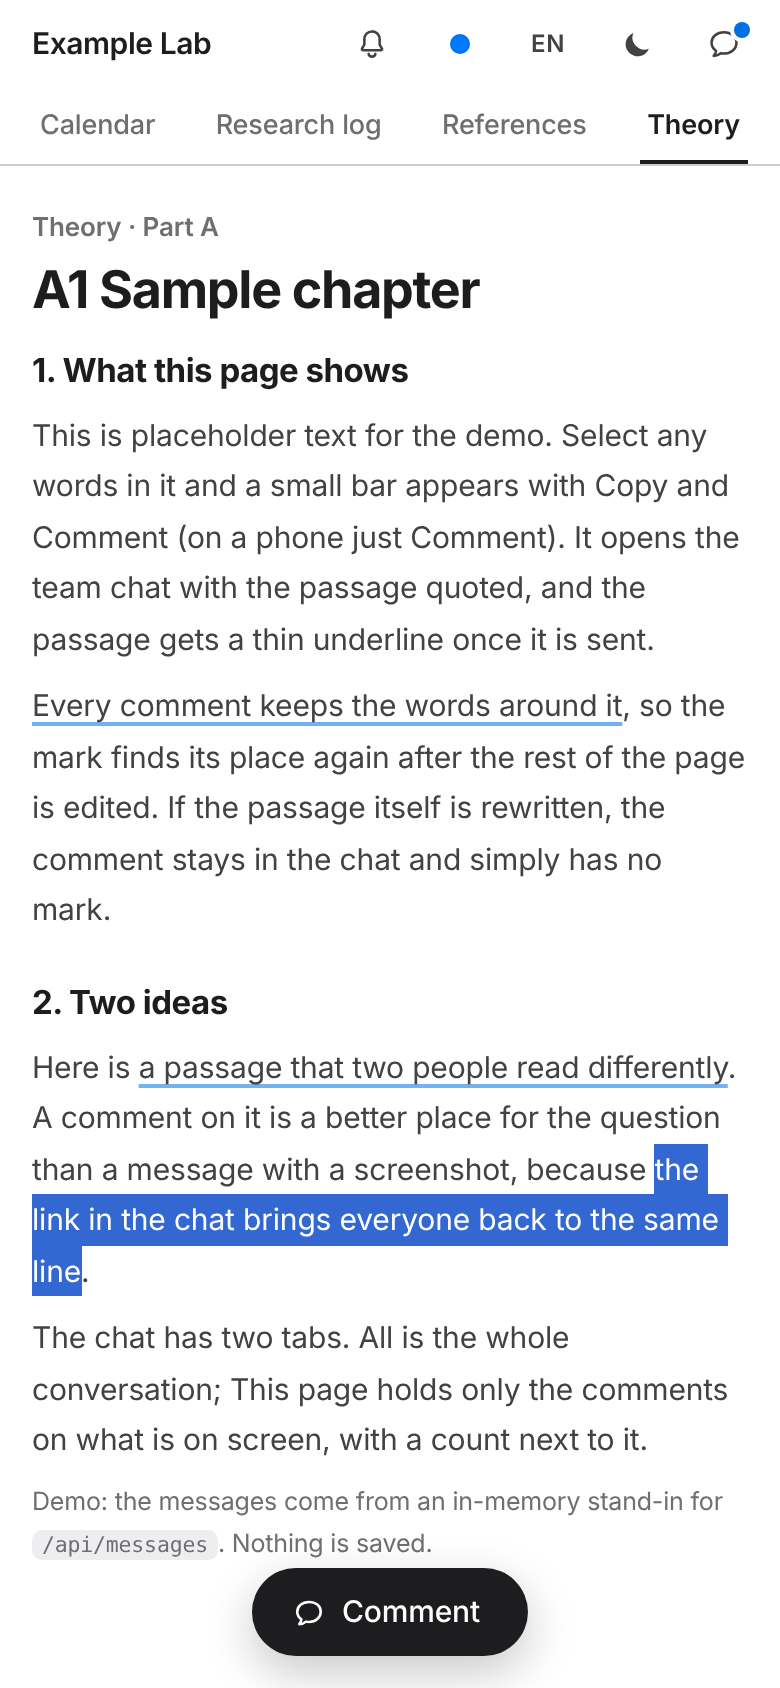 Example Lab
EN
Calendar
Research log
References
Theory
Theory · Part A
A1 Sample chapter
1. What this page shows
This is placeholder text for the demo. Select any
words in it and a small bar appears with Copy and
Comment (on a phone just Comment). It opens the
team chat with the passage quoted, and the
passage gets a thin underline once it is sent.
Every comment keeps the words around it, so the
mark finds its place again after the rest of the page
is edited. If the passage itself is rewritten, the
comment stays in the chat and simply has no
mark.
2. Two ideas
Here is a passage that two people read differently.
A comment on it is a better place for the question
than a message with a screenshot, because the
link in the chat brings everyone back to the same
line.
The chat has two tabs. All is the whole
conversation; This page holds only the comments
on what is on screen, with a count next to it.
Demo: the messages come from an in-memory stand-in for
/api/messages. Nothing is saved.
Comment